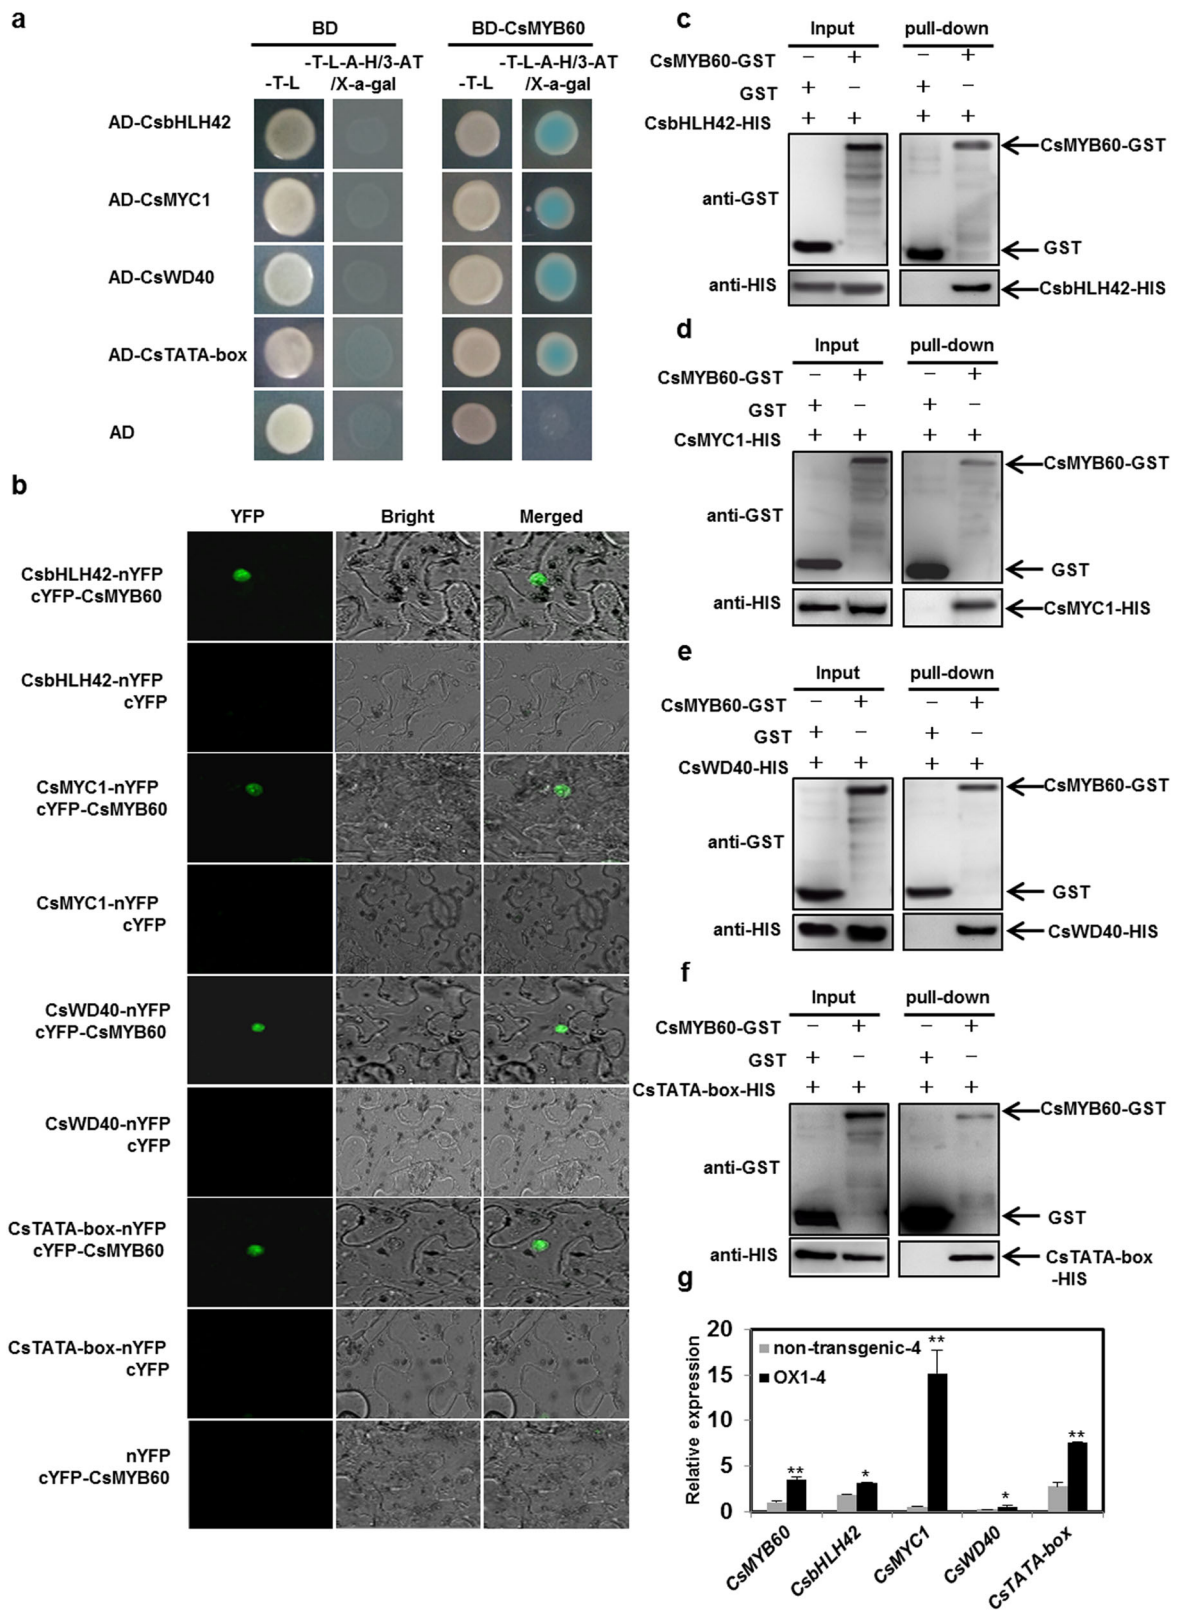 a
BD
BD-CsMYB60
-T-L
-T-L-A-H/3-AT
/X-a-gal
-T-L
-T-L-A-H/3-AT
/X-a-gal
AD-CsbHLH42
AD-CsMYC1
AD-CsWD40
AD-CsTATA-box
AD
b
YFP
Bright
Merged
CsbHLH42-nYFP
cYFP-CsMYB60
CsbHLH42-nYFP
cYFP
CsMYC1-nYFP
cYFP-CsMYB60
CsMYC1-nYFP
cYFP
CsWD40-nYFP
cYFP-CsMYB60
CsWD40-nYFP
cYFP
CsTATA-box-nYFP
cYFP-CsMYB60
CsTATA-box-nYFP
cYFP
nYFP
cYFP-CsMYB60
c
Input
pull-down
CsMYB60-GST − + − +
GST + − + −
CsbHLH42-HIS + + + +
anti-GST
CsMYB60-GST
GST
anti-HIS
CsbHLH42-HIS
d
Input
pull-down
CsMYB60-GST − + − +
GST + − + −
CsMYC1-HIS + + + +
anti-GST
CsMYB60-GST
GST
anti-HIS
CsMYC1-HIS
e
Input
pull-down
CsMYB60-GST − + − +
GST + − + −
CsWD40-HIS + + + +
anti-GST
CsMYB60-GST
GST
anti-HIS
CsWD40-HIS
f
Input
pull-down
CsMYB60-GST − + − +
GST + − + −
CsTATA-box-HIS + + + +
anti-GST
CsMYB60-GST
GST
anti-HIS
CsTATA-box
-HIS
g
Relative expression
20
15
10
5
0
non-transgenic-4
OX1-4
**
*
**
*
**
CsMYB60
CsbHLH42
CsMYC1
CsWD40
CsTATA-box